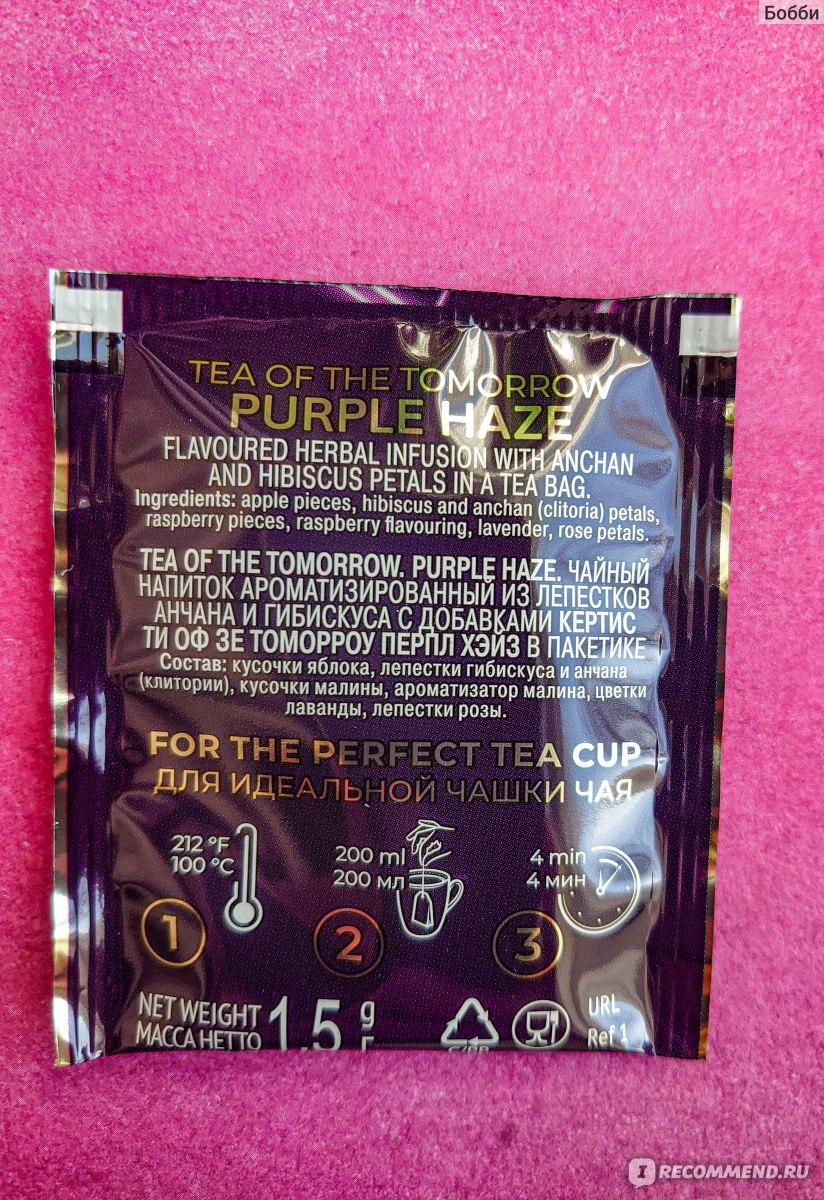 Бобби
TEA OF THE TOMORROW
PURPLE HAZE
FLAVOURED HERBAL INFUSION WITH ANCHAN
AND HIBISCUS PETALS IN A TEA BAG.
Ingredients: apple pieces, hibiscus and anchan (clitoria) petals,
raspberry pieces, raspberry flavouring, lavender, rose petals.
TEA OF THE TOMORROW. PURPLE HAZE. ЧАЙНЫЙ
НАПИТОК АРОМАТИЗИРОВАННЫЙ ИЗ ЛЕПЕСТКОВ
АНЧАНА И ГИБИСКУСА С ДОБАВКАМИ КЕРТИС
ТИ ОФ ЗЕ ТОМОРРОУ ПЕРПЛ ХЭЙЗ В ПАКЕТИКЕ
Состав: кусочки яблока, лепестки гибискуса и анчана
(клитории), кусочки малины, ароматизатор малина, цветки
лаванды, лепестки розы.
FOR THE PERFECT TEA CUP
ДЛЯ ИДЕАЛЬНОЙ ЧАШКИ ЧАЯ
212 °F
100 °C
200 ml
200 мл
4 min
4 мин
1
2
3
NET WEIGHT
МАССА НЕТТО
1,5 g
г
C/PP
URL
Ref 1
IRECOMMEND.RU